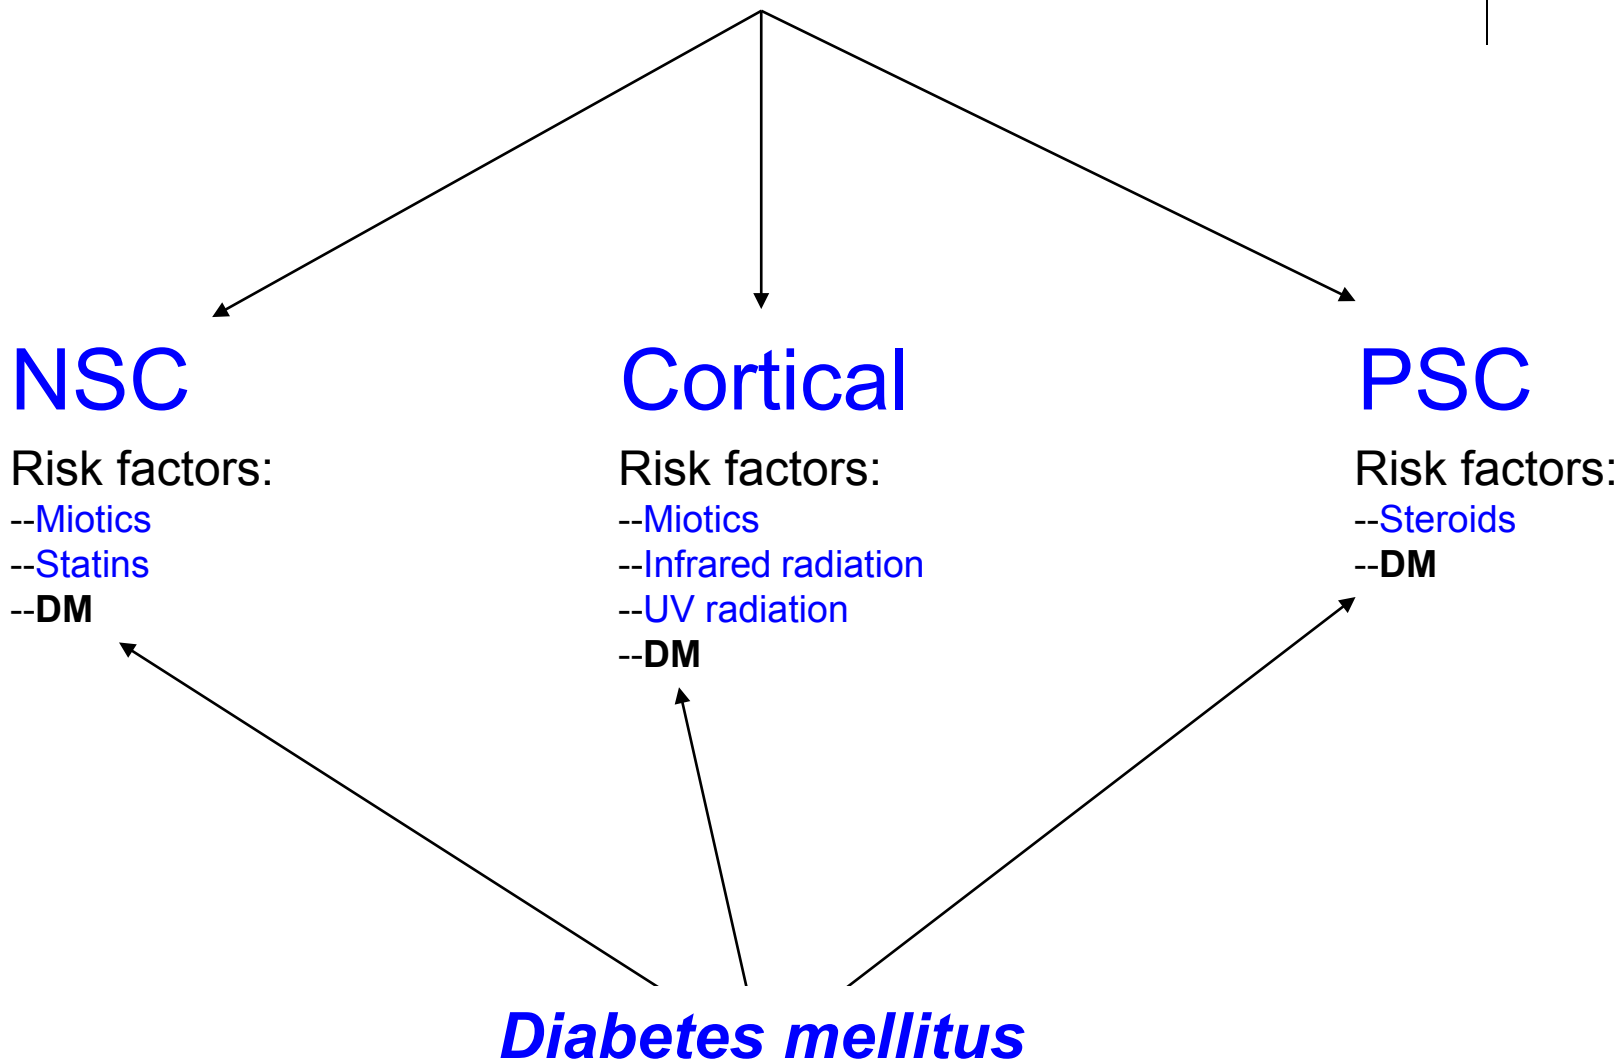 NSC
Risk factors:
--Miotics
--Statins
--DM
Cortical
Risk factors:
--Miotics
--Infrared radiation
--UV radiation
--DM
PSC
Risk factors:
--Steroids
--DM
Diabetes mellitus